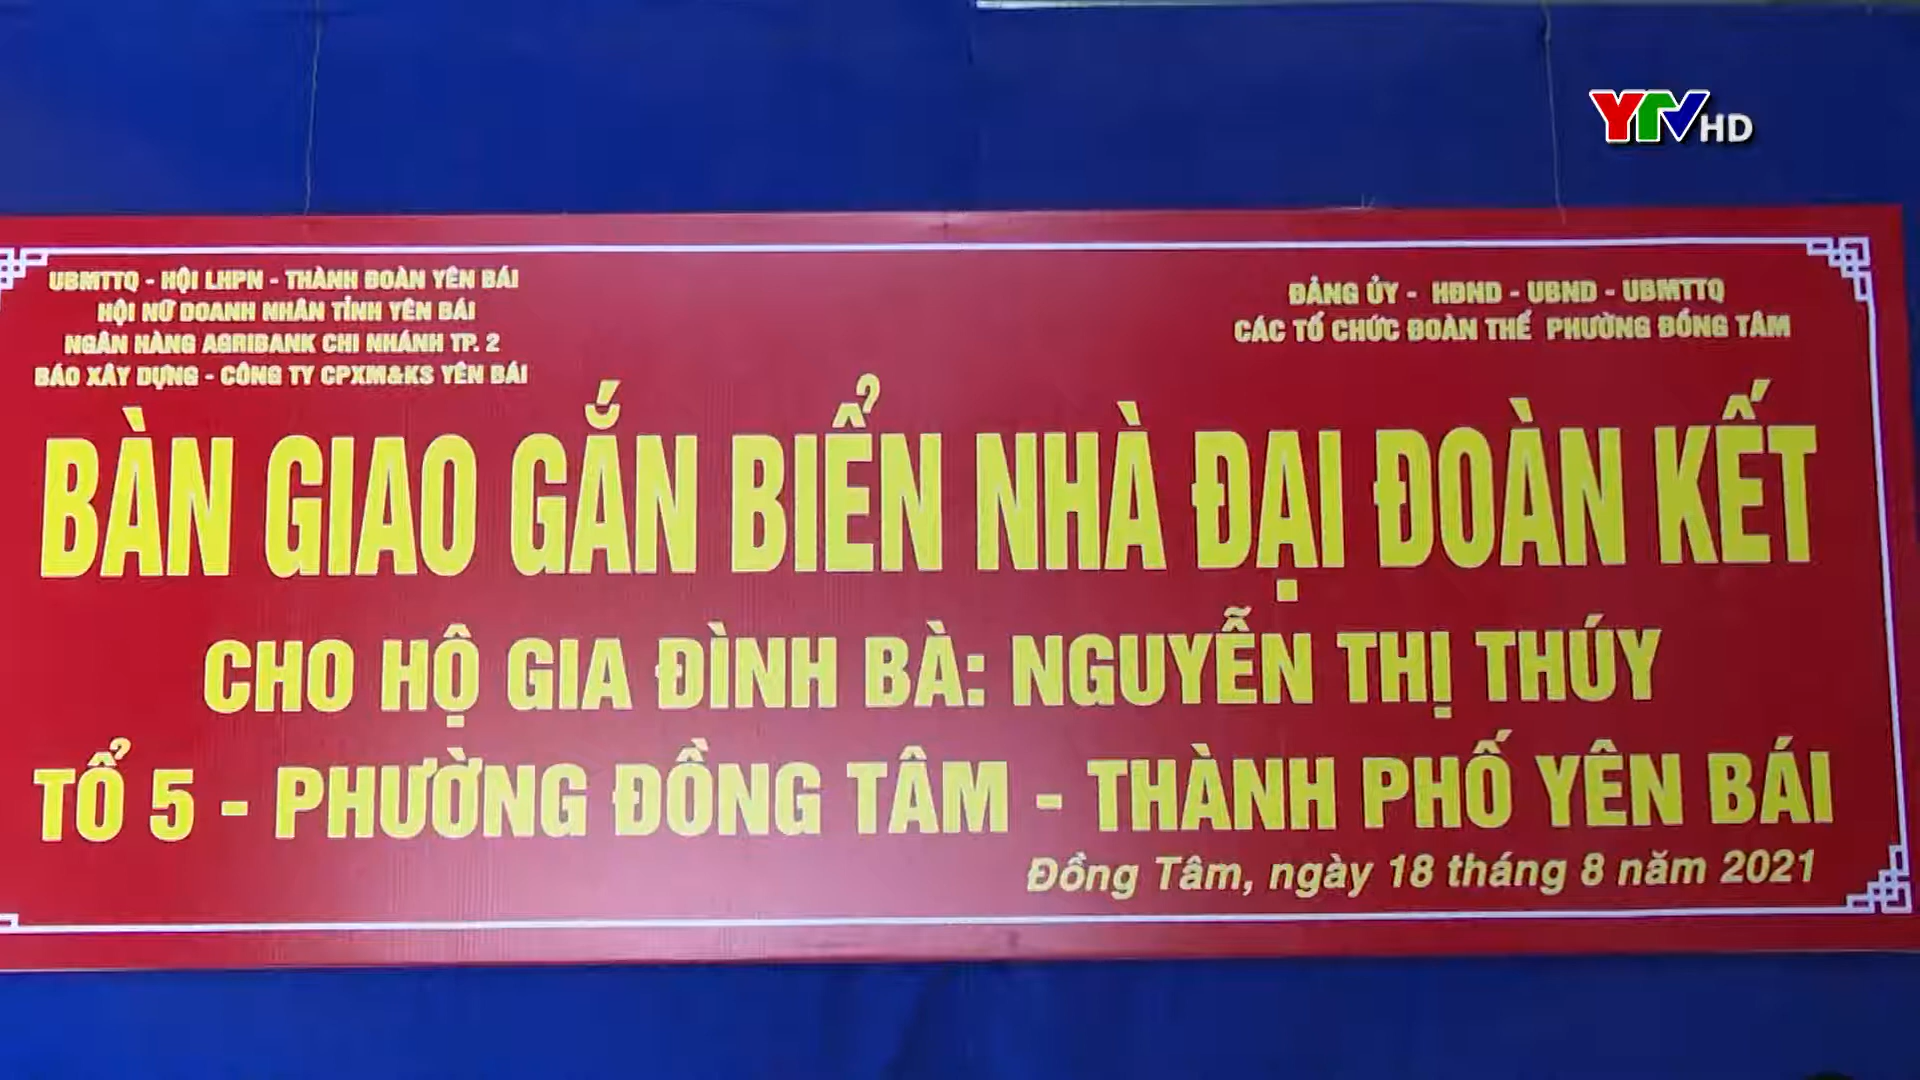 YTV HD
UBMTTQ - HỘI LHPN - THÀNH ĐOÀN YÊN BÁI
HỘI NỮ DOANH NHÂN TỈNH YÊN BÁI
NGÂN HÀNG AGRIBANK CHI NHÁNH TP. 2
BÁO XÂY DỰNG - CÔNG TY CPXM&KS YÊN BÁI
ĐẢNG ỦY - HĐND - UBND - UBMTTQ
CÁC TỔ CHỨC ĐOÀN THỂ PHƯỜNG ĐỒNG TÂM
BÀN GIAO GẮN BIỂN NHÀ ĐẠI ĐOÀN KẾT
CHO HỘ GIA ĐÌNH BÀ: NGUYỄN THỊ THÚY
TỔ 5 - PHƯỜNG ĐỒNG TÂM - THÀNH PHỐ YÊN BÁI
Đồng Tâm, ngày 18 tháng 8 năm 2021